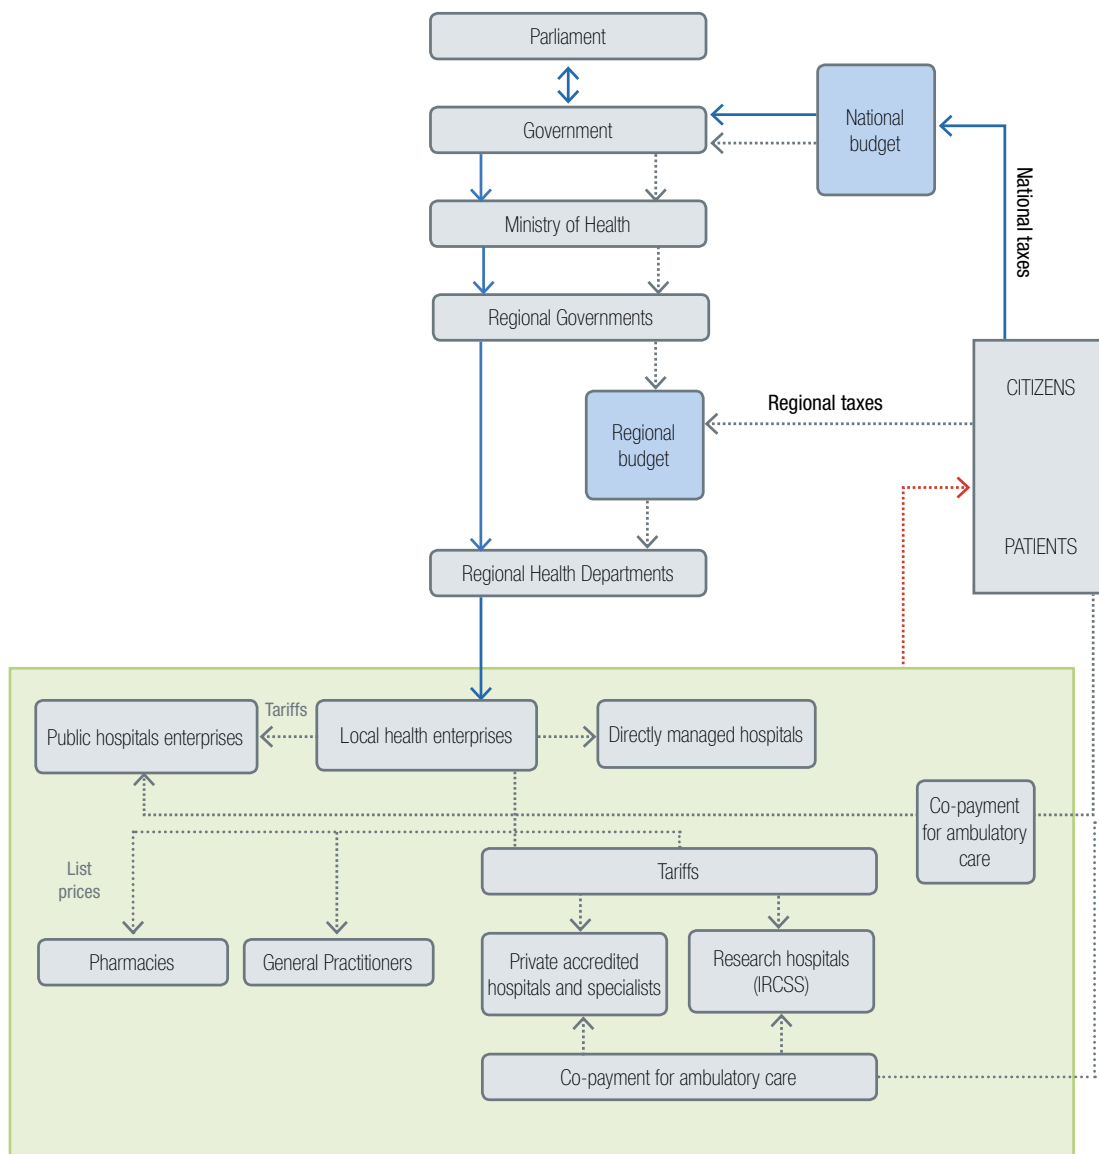 Parliament
Government
National
budget
National taxes
Ministry of Health
Regional Governments
CITIZENS
Regional taxes
Regional
budget
PATIENTS
Regional Health Departments
Tariffs
Public hospitals enterprises
Local health enterprises
Directly managed hospitals
Co-payment
for ambulatory
care
List
prices
Tariffs
Pharmacies
General Practitioners
Private accredited
hospitals and specialists
Research hospitals
(IRCSS)
Co-payment for ambulatory care